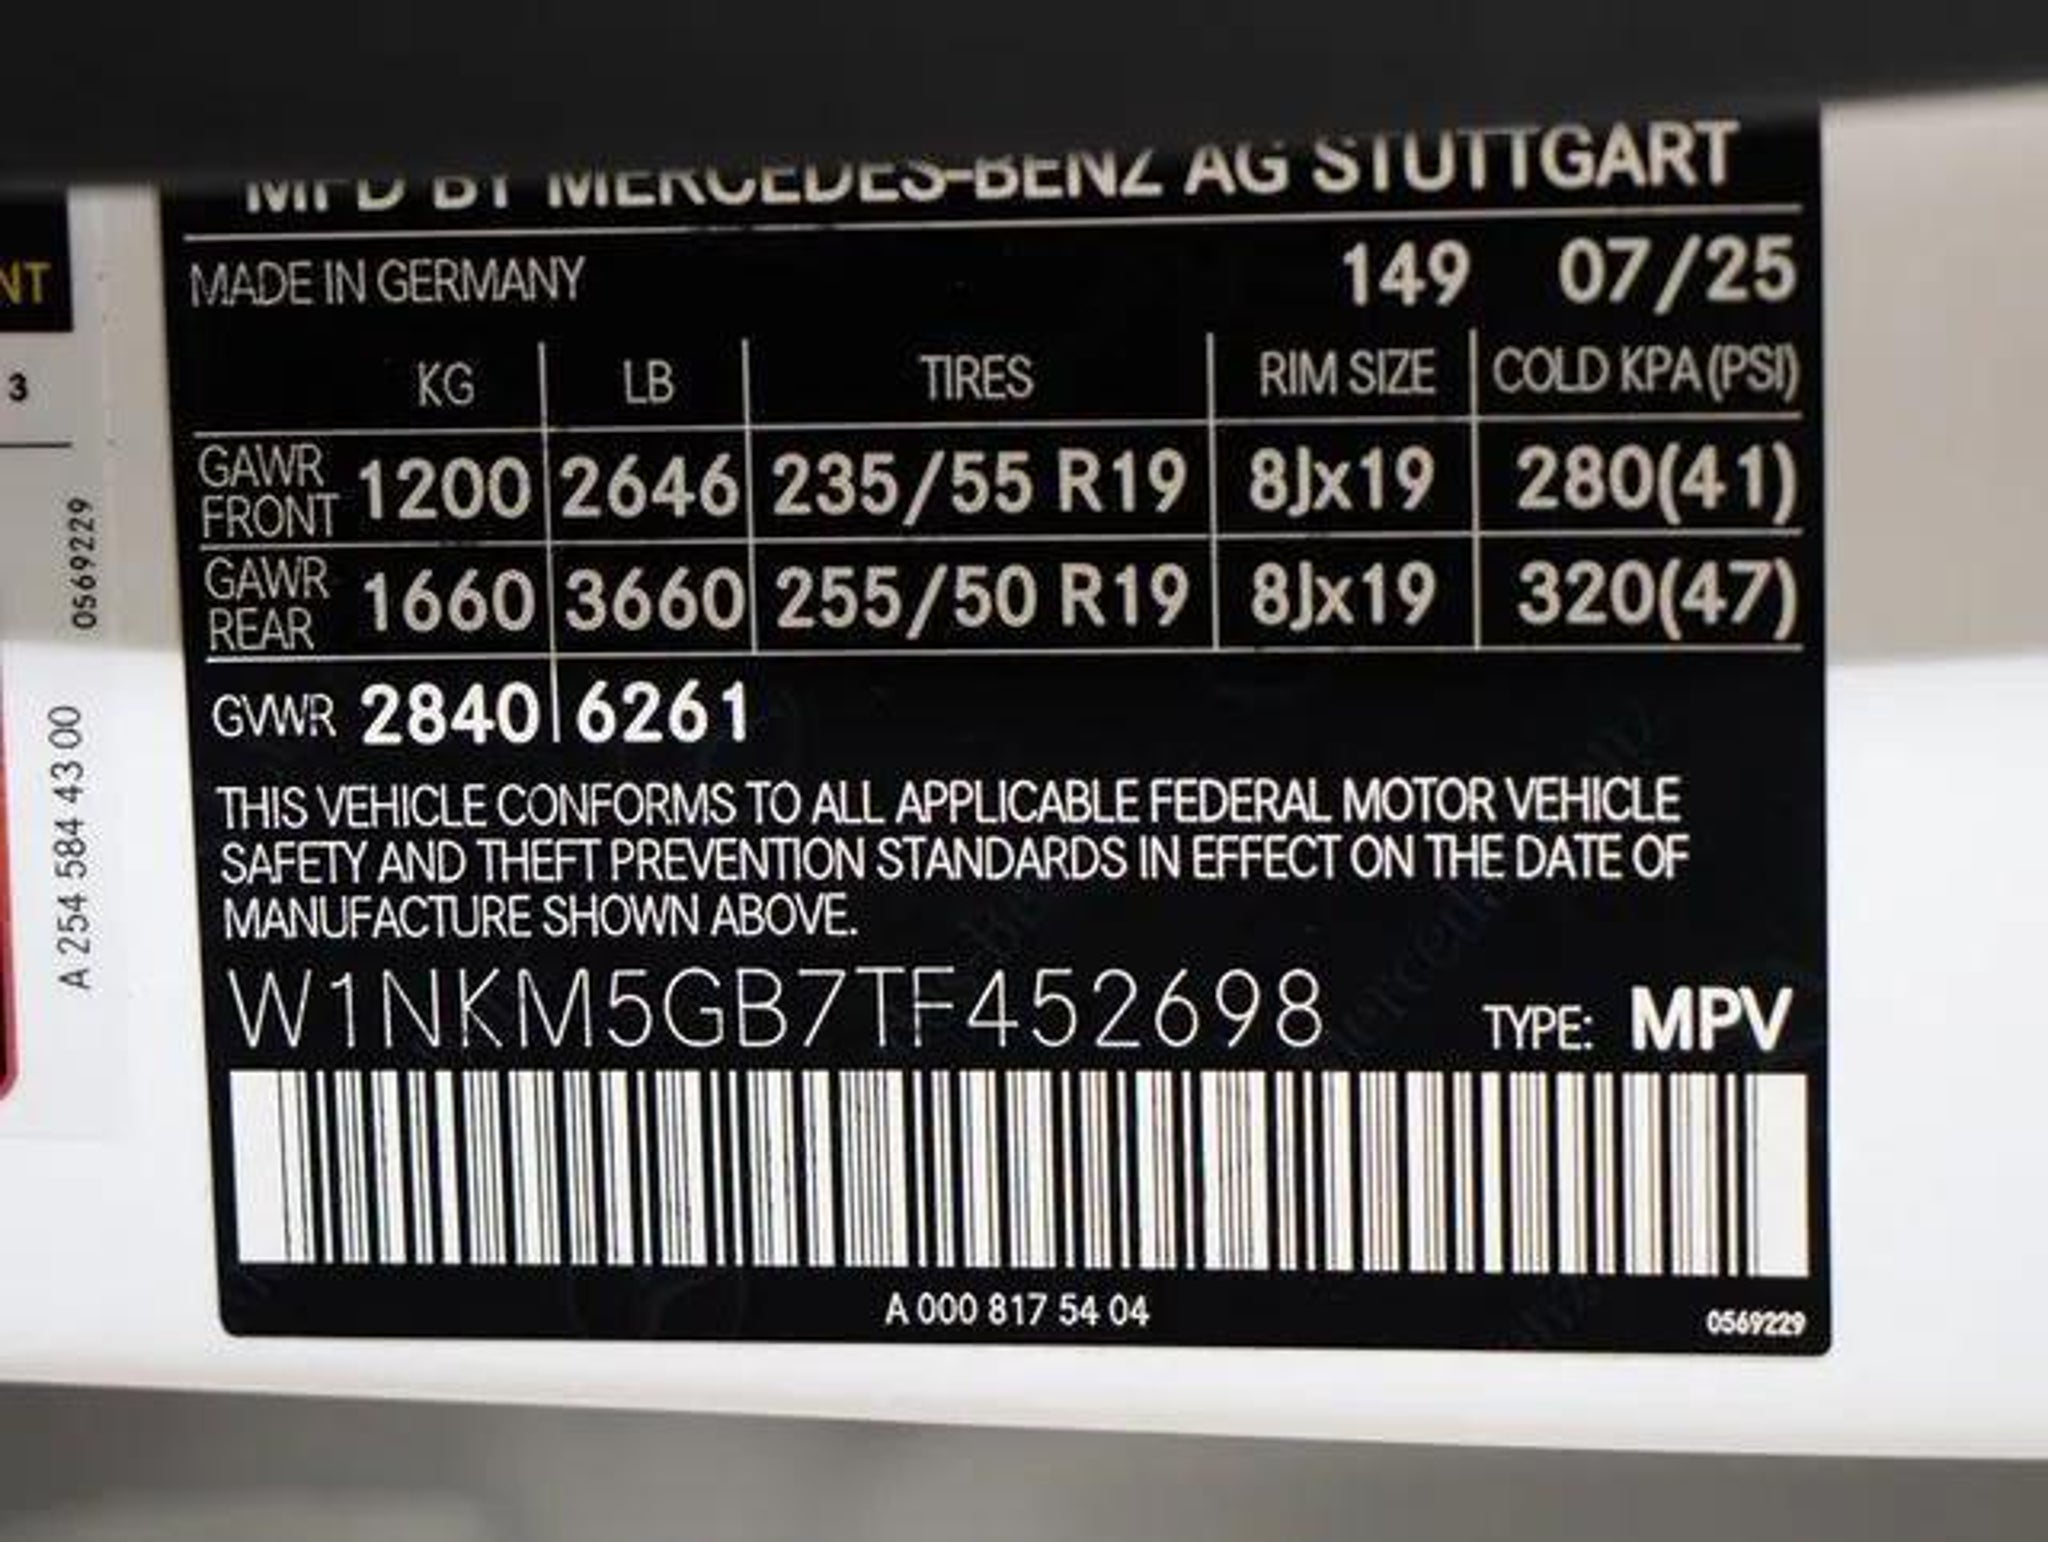 MFD BY MERCEDES-BENZ AG STUTTGART
MADE IN GERMANY 149 07/25
KG LB TIRES RIM SIZE COLD KPA (PSI)
GAWR FRONT 1200 2646 235/55 R19 8Jx19 280(41)
GAWR REAR 1660 3660 255/50 R19 8Jx19 320(47)
GVWR 2840 6261
THIS VEHICLE CONFORMS TO ALL APPLICABLE FEDERAL MOTOR VEHICLE
SAFETY AND THEFT PREVENTION STANDARDS IN EFFECT ON THE DATE OF
MANUFACTURE SHOWN ABOVE.
W1NKM5GB7TF452698 TYPE: MPV
A 000 817 54 04
0569229
NT
3
0569229
A 254 584 43 00